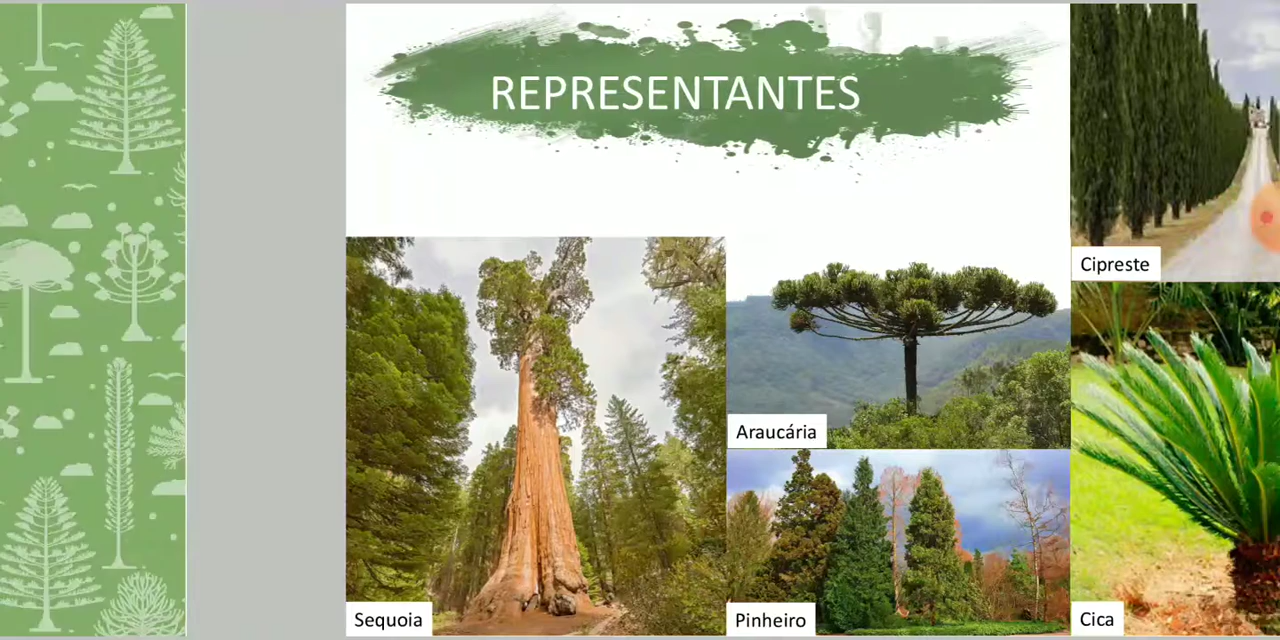 REPRESENTANTES
Cipreste
Araucária
Sequoia
Pinheiro
Cica